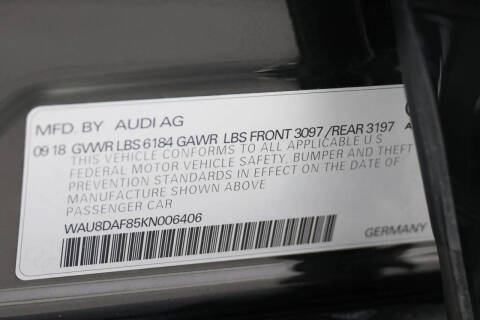 MFD. BY AUDI AG
09 18 GVWR LBS 6184 GAWR LBS FRONT 3097 / REAR 3197
THIS VEHICLE CONFORMS TO ALL APPLICABLE U S
FEDERAL MOTOR VEHICLE SAFETY, BUMPER AND THEFT
PREVENTION STANDARDS IN EFFECT ON THE DATE OF
MANUFACTURE SHOWN ABOVE
PASSENGER CAR
WAU8DAF85KN006406
GERMANY